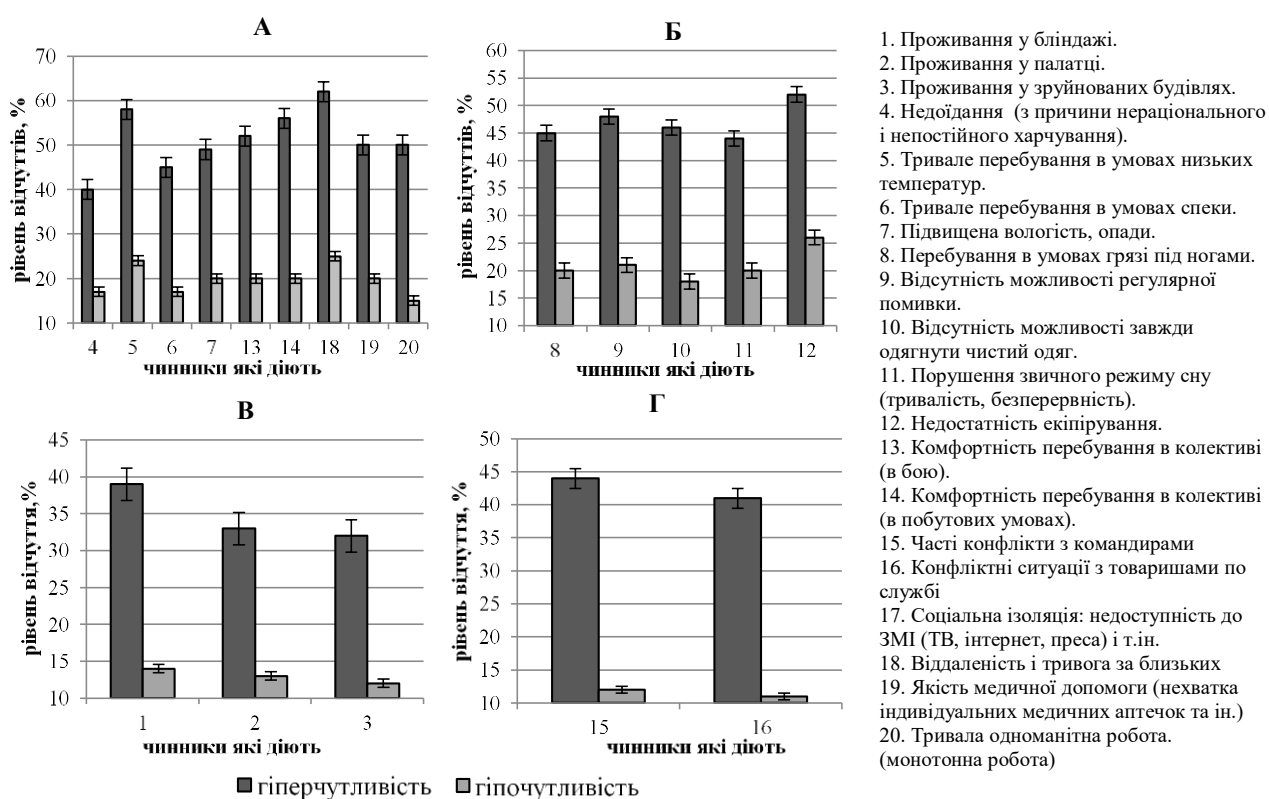 А
рівень відчуттів, %
70
60
50
40
30
20
10
4 5 6 7 13 14 18 19 20
чинники які діють
Б
рівень відчуттів, %
60
55
50
45
40
35
30
25
20
15
10
8 9 10 11 12
чинники які діють
В
рівень відчуття,%
45
40
35
30
25
20
15
10
1 2 3
чинники які діють
Г
рівень відчуття, %
50
45
40
35
30
25
20
15
10
15 16
чинники які діють
гіперчутливість гіпочутливість
1. Проживання у бліндажі.
2. Проживання у палатці.
3. Проживання у зруйнованих будівлях.
4. Недоїдання (з причини нераціонального
і непостійного харчування).
5. Тривале перебування в умовах низьких
температур.
6. Тривале перебування в умовах спеки.
7. Підвищена вологість, опади.
8. Перебування в умовах грязі під ногами.
9. Відсутність можливості регулярної
помивки.
10. Відсутність можливості завжди
одягнути чистий одяг.
11. Порушення звичного режиму сну
(тривалість, безперервність).
12. Недостатність екіпірування.
13. Комфортність перебування в колективі
(в бою).
14. Комфортність перебування в колективі
(в побутових умовах).
15. Часті конфлікти з командирами
16. Конфліктні ситуації з товаришами по
службі
17. Соціальна ізоляція: недоступність до
ЗМІ (ТВ, інтернет, преса) і т.ін.
18. Віддаленість і тривога за близьких
19. Якість медичної допомоги (нехватка
індивідуальних медичних аптечок та ін.)
20. Тривала одноманітна робота.
(монотонна робота)